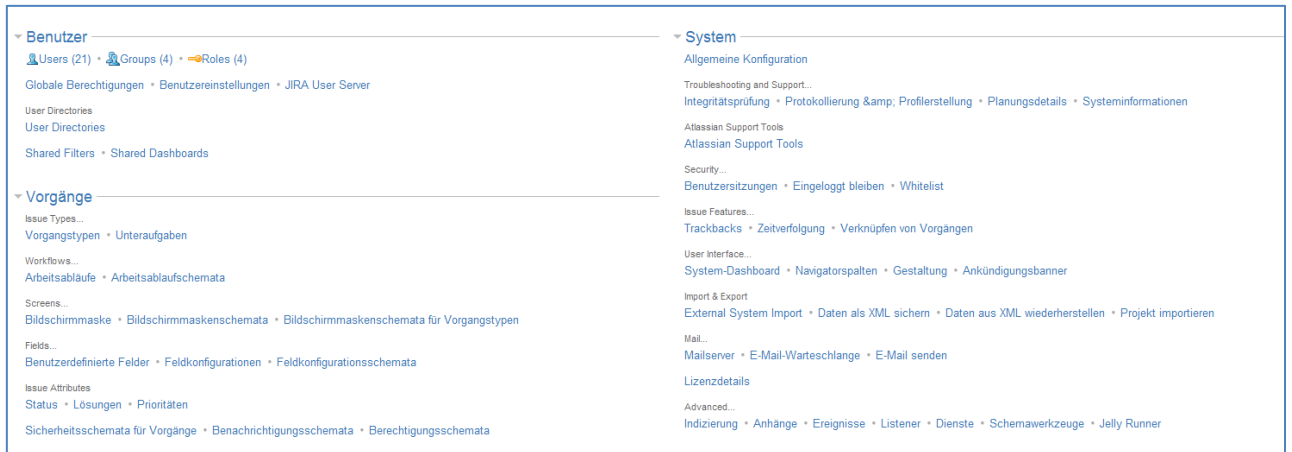 Benutzer
Users (21) • Groups (4) • Roles (4)
Globale Berechtigungen • Benutzereinstellungen • JIRA User Server
User Directories
User Directories
Shared Filters • Shared Dashboards
Vorgänge
Issue Types...
Vorgangstypen • Unteraufgaben
Workflows...
Arbeitsabläufe • Arbeitsablaufschemata
Screens...
Bildschirmmaske • Bildschirmmaskenschemata • Bildschirmmaskenschemata für Vorgangstypen
Fields...
Benutzerdefinierte Felder • Feldkonfigurationen • Feldkonfigurationsschemata
Issue Attributes
Status • Lösungen • Prioritäten
Sicherheitsschemata für Vorgänge • Benachrichtigungsschemata • Berechtigungsschemata
System
Allgemeine Konfiguration
Troubleshooting and Support...
Integritätsprüfung • Protokollierung &amp; Profilerstellung • Planungsdetails • Systeminformationen
Atlassian Support Tools
Atlassian Support Tools
Security...
Benutzersitzungen • Eingeloggt bleiben • Whitelist
Issue Features...
Trackbacks • Zeitverfolgung • Verknüpfen von Vorgängen
User Interface...
System-Dashboard • Navigatorspalten • Gestaltung • Ankündigungsbanner
Import & Export
External System Import • Daten als XML sichern • Daten aus XML wiederherstellen • Projekt importieren
Mail...
Mailserver • E-Mail-Warteschlange • E-Mail senden
Lizenzdetails
Advanced...
Indizierung • Anhänge • Ereignisse • Listener • Dienste • Schemawerkzeuge • Jelly Runner